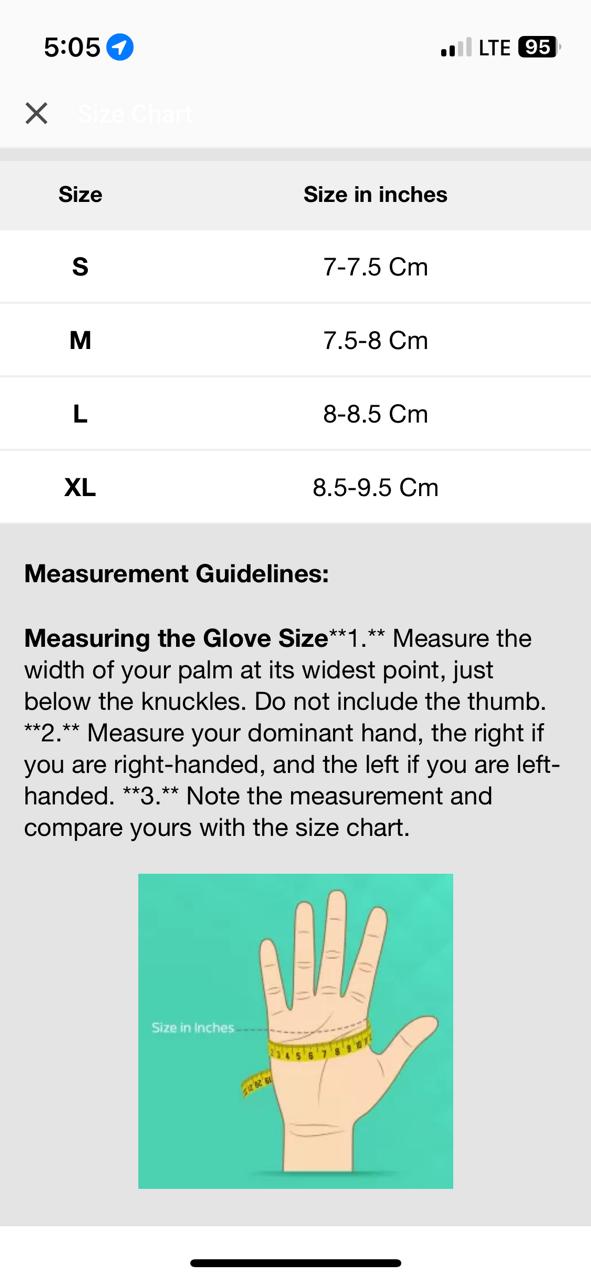 5:05
LTE 95
Size Chart
Size Size in inches
S 7-7.5 Cm
M 7.5-8 Cm
L 8-8.5 Cm
XL 8.5-9.5 Cm
Measurement Guidelines:
Measuring the Glove Size**1.** Measure the
width of your palm at its widest point, just
below the knuckles. Do not include the thumb.
**2.** Measure your dominant hand, the right if
you are right-handed, and the left if you are left-
handed. **3.** Note the measurement and
compare yours with the size chart.
Size in Inches
3 4 5 6 7 8 9 10